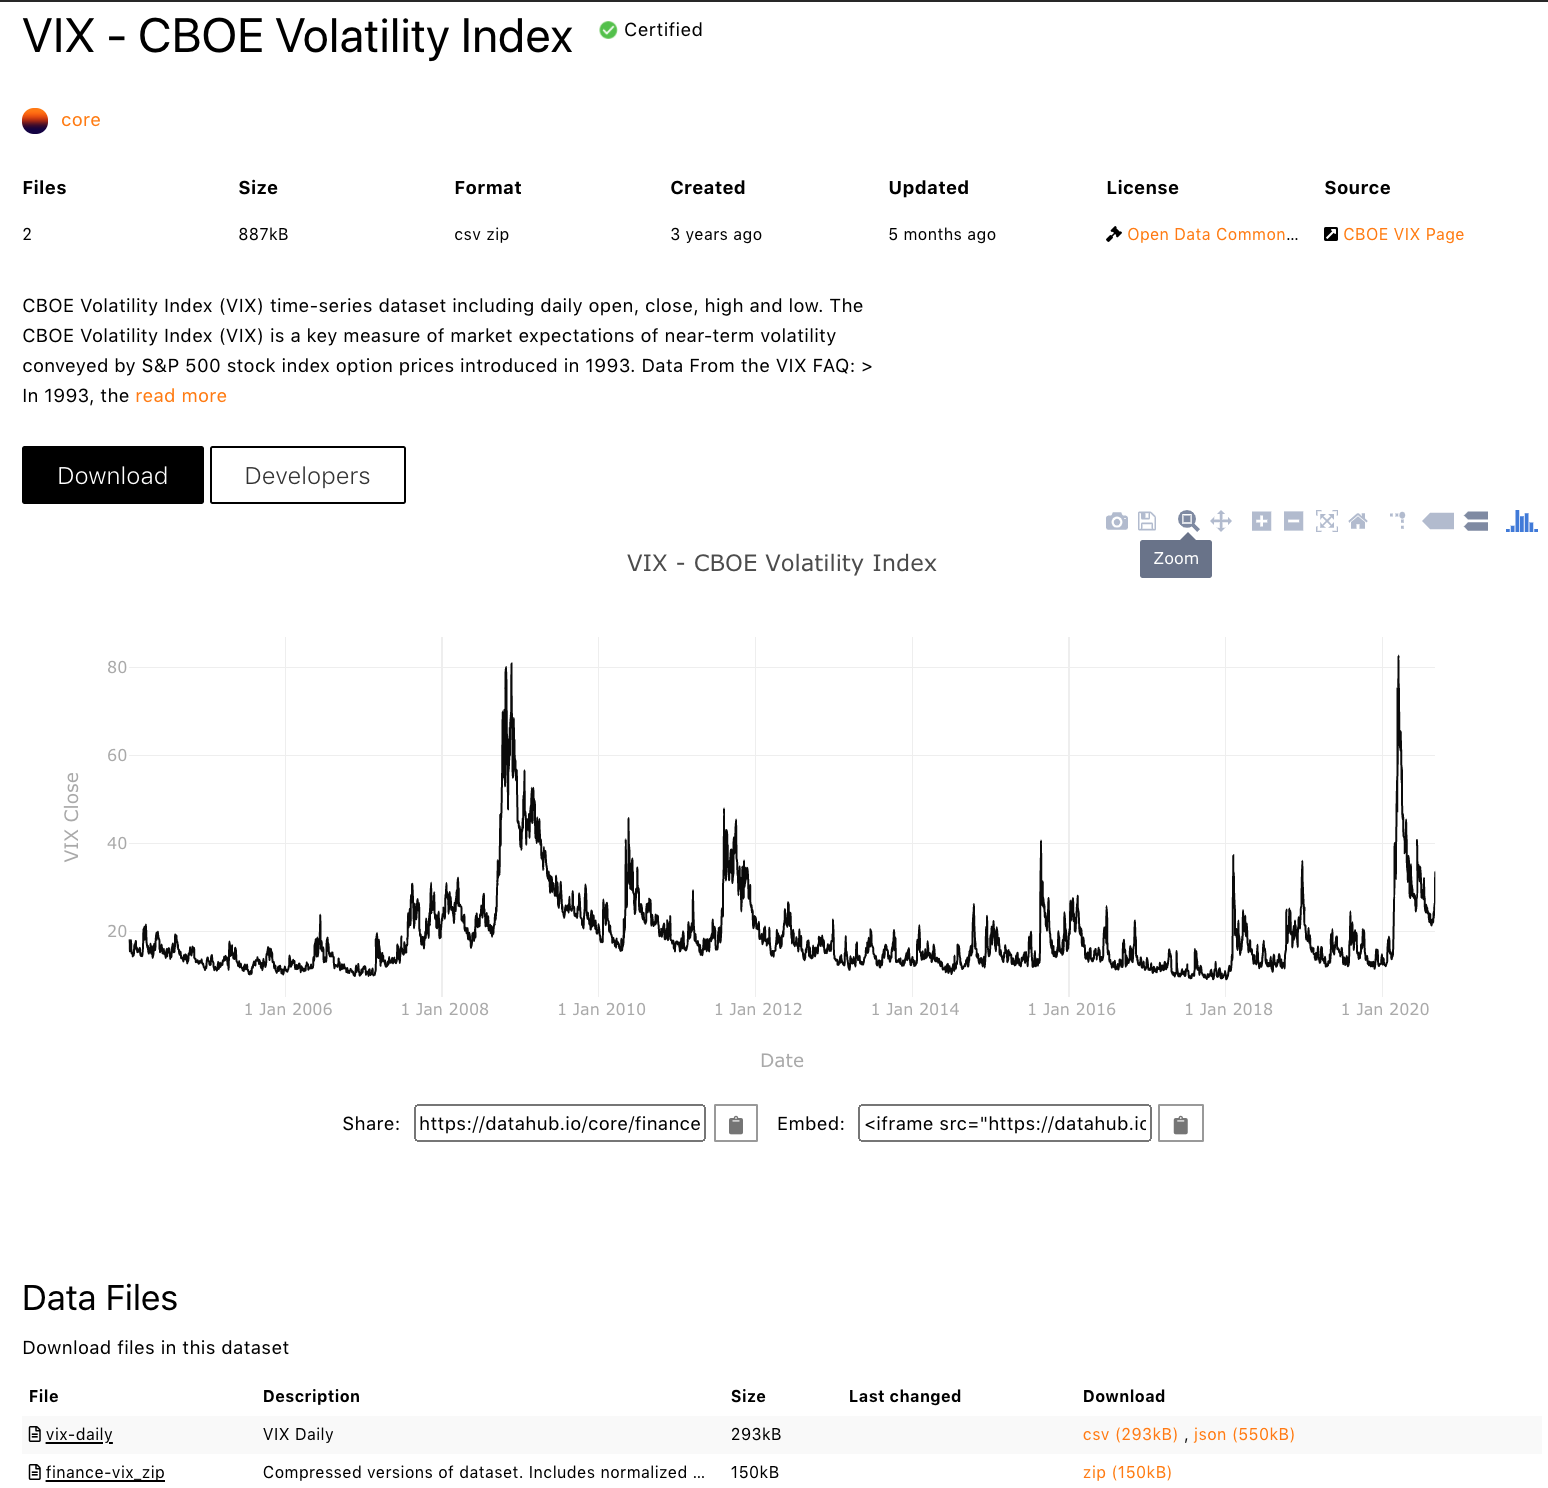 VIX - CBOE Volatility Index
Certified
core
Files Size Format Created Updated License Source
2 887kB csv zip 3 years ago 5 months ago Open Data Common... CBOE VIX Page
CBOE Volatility Index (VIX) time-series dataset including daily open, close, high and low. The
CBOE Volatility Index (VIX) is a key measure of market expectations of near-term volatility
conveyed by S&P 500 stock index option prices introduced in 1993. Data From the VIX FAQ: >
In 1993, the read more
Download Developers
Zoom
VIX - CBOE Volatility Index
80
60
40
20
VIX Close
1 Jan 2006 1 Jan 2008 1 Jan 2010 1 Jan 2012 1 Jan 2014 1 Jan 2016 1 Jan 2018 1 Jan 2020
Date
Share: https://datahub.io/core/finance Embed: <iframe src="https://datahub.ic
Data Files
Download files in this dataset
File Description Size Last changed Download
vix-daily VIX Daily 293kB csv (293kB) , json (550kB)
finance-vix_zip Compressed versions of dataset. Includes normalized ... 150kB zip (150kB)